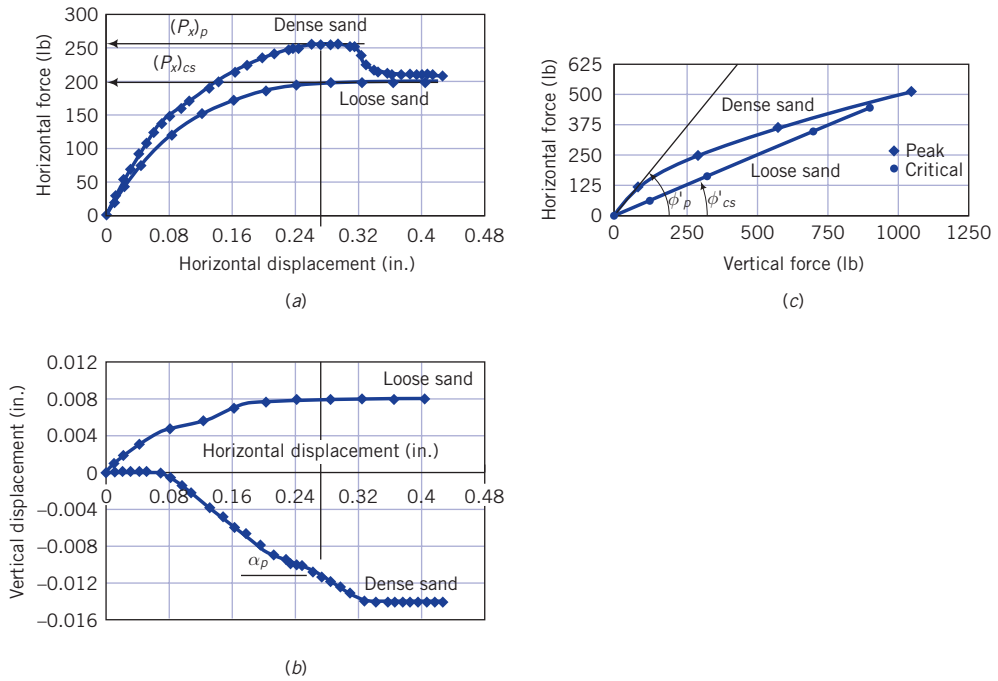 300
250
200
150
100
50
0
Horizontal force (lb)
(Pₓ)ₚ
Dense sand
(Pₓ)cs
Loose sand
0 0.08 0.16 0.24 0.32 0.4 0.48
Horizontal displacement (in.)
(a)
625
500
375
250
125
0
Horizontal force (lb)
Dense sand
Loose sand
Peak
Critical
ϕ′p
ϕ′cs
0 250 500 750 1000 1250
Vertical force (lb)
(c)
0.012
0.008
0.004
0
−0.004
−0.008
−0.012
−0.016
Vertical displacement (in.)
Loose sand
Horizontal displacement (in.)
0.08 0.16 0.24 0.32 0.4 0.48
αp
Dense sand
(b)